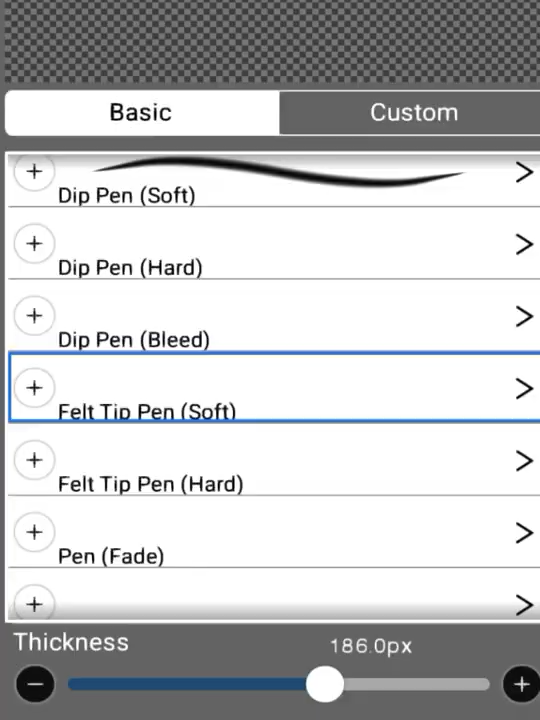 Basic
Custom
Dip Pen (Soft)
Dip Pen (Hard)
Dip Pen (Bleed)
Felt Tip Pen (Soft)
Felt Tip Pen (Hard)
Pen (Fade)
Thickness
186.0px